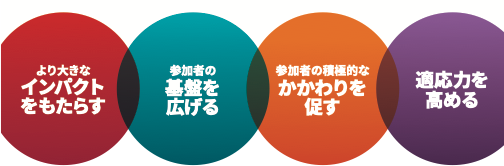 より大きな
インパクト
をもたらす
参加者の
基盤を
広げる
参加者の積極的な
かかわりを
促す
適応力を
高める